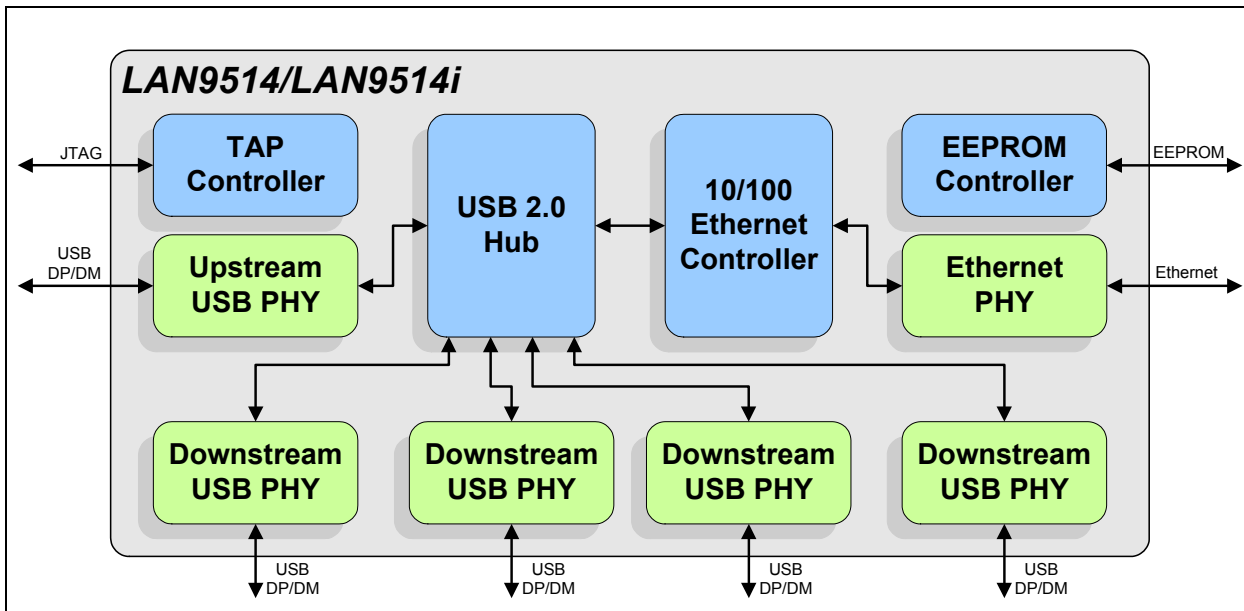 LAN9514/LAN9514i
JTAG
TAP
Controller
USB 2.0
Hub
10/100
Ethernet
Controller
EEPROM
Controller
EEPROM
USB
DP/DM
Upstream
USB PHY
Ethernet
PHY
Ethernet
Downstream
USB PHY
Downstream
USB PHY
Downstream
USB PHY
Downstream
USB PHY
USB
DP/DM
USB
DP/DM
USB
DP/DM
USB
DP/DM